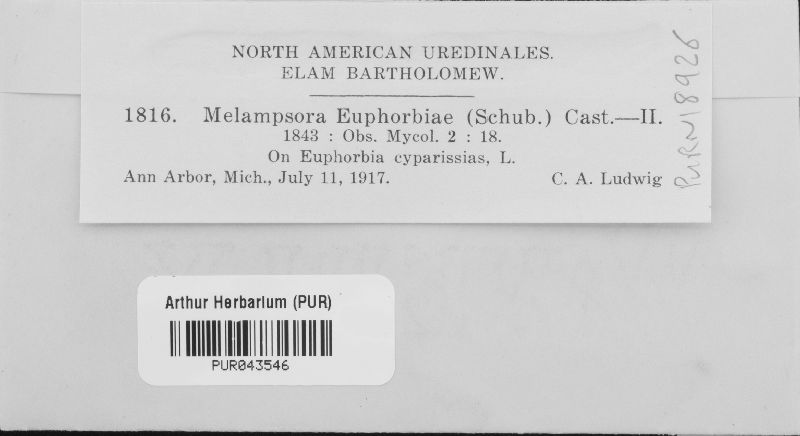 NORTH AMERICAN UREDINALES.
ELAM BARTHOLOMEW.
1816. Melampsora Euphorbiae (Schub.) Cast.—II.
1843 : Obs. Mycol. 2 : 18.
On Euphorbia cyparissias, L.
Ann Arbor, Mich., July 11, 1917. C. A. Ludwig
PURN18926
Arthur Herbarium (PUR)
PUR043546